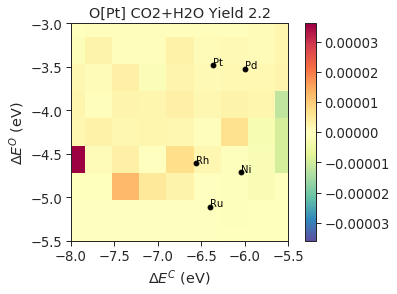 O[Pt] CO2+H2O Yield 2.2
−3.0
−3.5
−4.0
−4.5
−5.0
−5.5
ΔE^O (eV)
Pt
Pd
Rh
Ni
Ru
−8.0 −7.5 −7.0 −6.5 −6.0 −5.5
ΔE^C (eV)
0.00003
0.00002
0.00001
0.00000
−0.00001
−0.00002
−0.00003